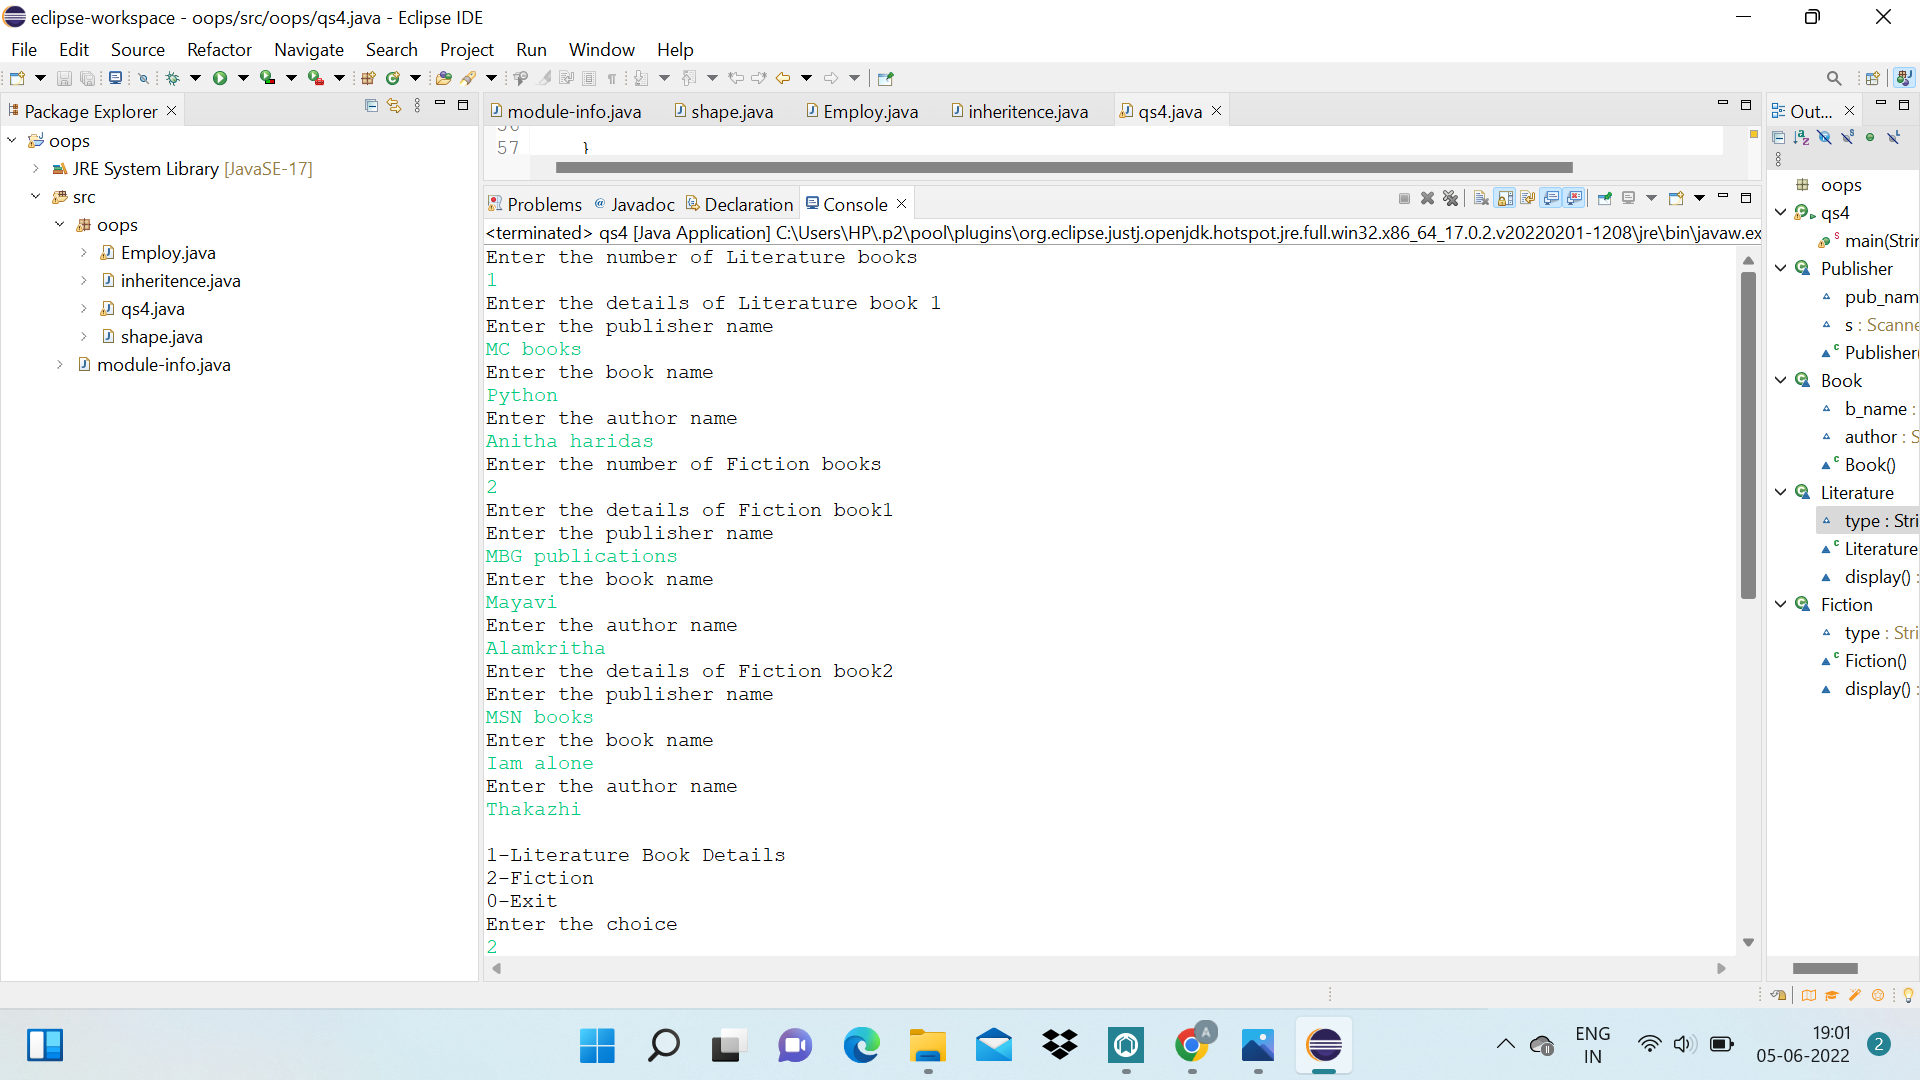 eclipse-workspace - oops/src/oops/qs4.java - Eclipse IDE
File Edit Source Refactor Navigate Search Project Run Window Help
Package Explorer
oops
JRE System Library [JavaSE-17]
src
oops
Employ.java
inheritence.java
qs4.java
shape.java
module-info.java
module-info.java shape.java Employ.java inheritence.java qs4.java
57 }
Problems @ Javadoc Declaration Console
<terminated> qs4 [Java Application] C:\Users\HP\.p2\pool\plugins\org.eclipse.justj.openjdk.hotspot.jre.full.win32.x86_64_17.0.2.v20220201-1208\jre\bin\javaw.ex
Enter the number of Literature books
1
Enter the details of Literature book 1
Enter the publisher name
MC books
Enter the book name
Python
Enter the author name
Anitha haridas
Enter the number of Fiction books
2
Enter the details of Fiction book1
Enter the publisher name
MBG publications
Enter the book name
Mayavi
Enter the author name
Alamkritha
Enter the details of Fiction book2
Enter the publisher name
MSN books
Enter the book name
Iam alone
Enter the author name
Thakazhi
1-Literature Book Details
2-Fiction
0-Exit
Enter the choice
2
Out...
oops
qs4
main(Strin
Publisher
pub_nam
s : Scanne
Publisher(
Book
b_name :
author : S
Book()
Literature
type : Stri
Literature
display() :
Fiction
type : Stri
Fiction()
display() :
A
ENG
IN
19:01
05-06-2022
2